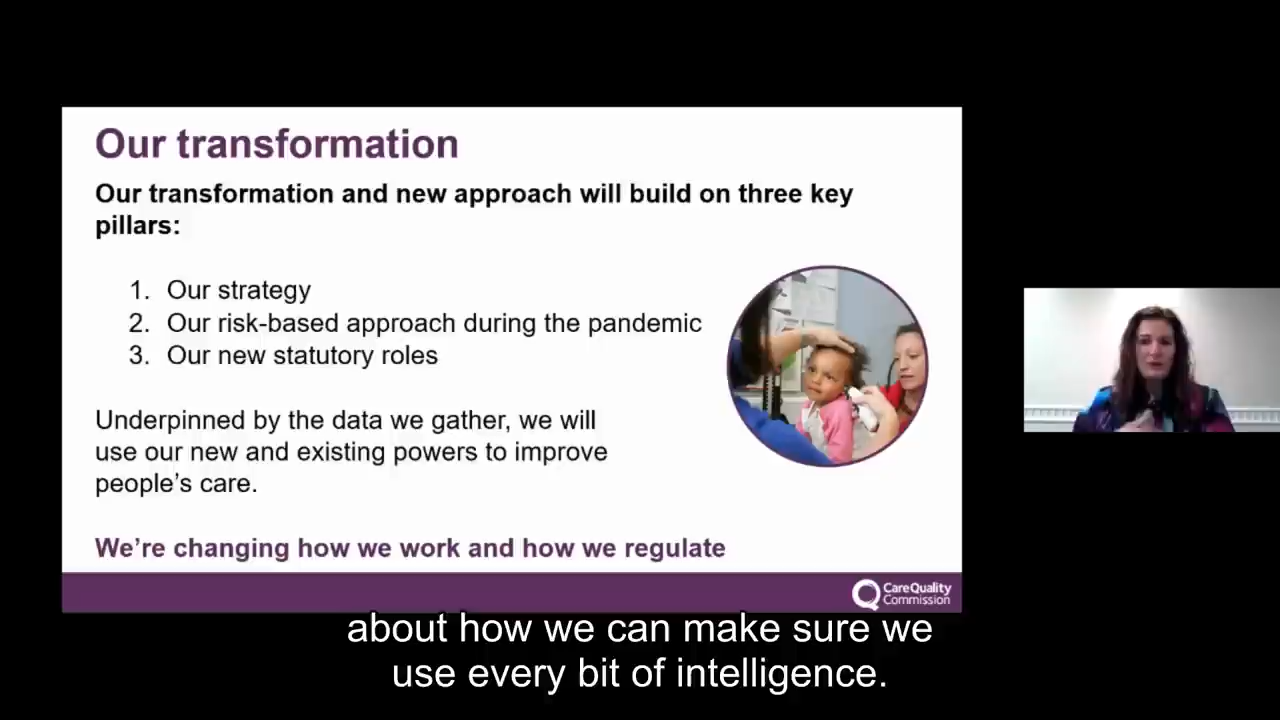 Our transformation
Our transformation and new approach will build on three key
pillars:
1. Our strategy
2. Our risk-based approach during the pandemic
3. Our new statutory roles
Underpinned by the data we gather, we will
use our new and existing powers to improve
people’s care.
We’re changing how we work and how we regulate
CareQuality
Commission
about how we can make sure we
use every bit of intelligence.